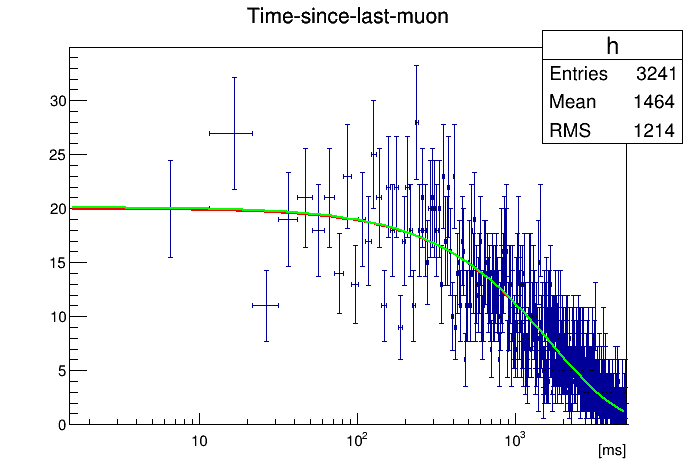 Time-since-last-muon
h
Entries 3241
Mean 1464
RMS 1214
30
25
20
15
10
5
0
10 10² 10³
[ms]